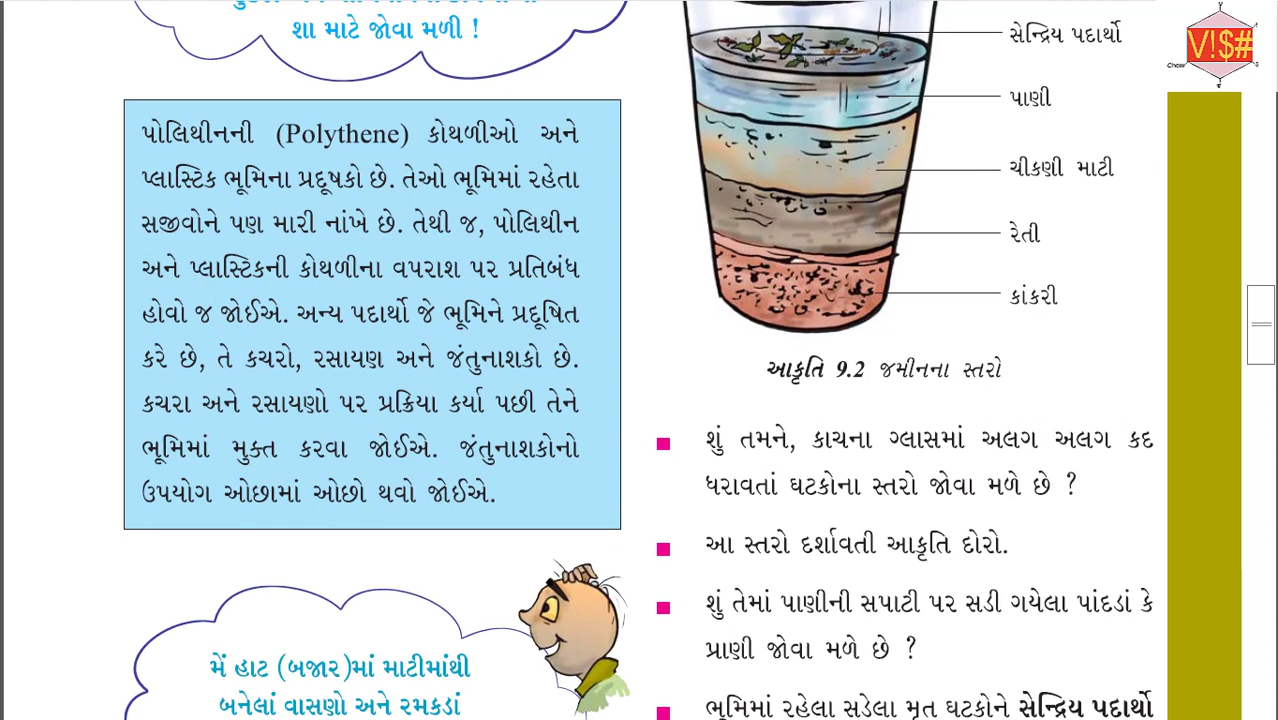 શા માટે જોવા મળી !
પોલિથીનની (Polythene) કોથળીઓ અને
પ્લાસ્ટિક ભૂમિના પ્રદૂષકો છે. તેઓ ભૂમિમાં રહેતા
સજીવોને પણ મારી નાંખે છે. તેથી જ, પોલિથીન
અને પ્લાસ્ટિકની કોથળીના વપરાશ પર પ્રતિબંધ
હોવો જ જોઈએ. અન્ય પદાર્થો જે ભૂમિને પ્રદૂષિત
કરે છે, તે કચરો, રસાયણ અને જંતુનાશકો છે.
કચરા અને રસાયણો પર પ્રક્રિયા કર્યા પછી તેને
ભૂમિમાં મુક્ત કરવા જોઈએ. જંતુનાશકોનો
ઉપયોગ ઓછામાં ઓછો થવો જોઈએ.
મેં હાટ (બજાર)માં માટીમાંથી
બનેલાં વાસણો અને રમકડાં
સેન્દ્રિય પદાર્થો
પાણી
ચીકણી માટી
રેતી
કાંકરી
આકૃતિ 9.2 જમીનના સ્તરો
શું તમને, કાચના ગ્લાસમાં અલગ અલગ કદ
ધરાવતાં ઘટકોના સ્તરો જોવા મળે છે ?
આ સ્તરો દર્શાવતી આકૃતિ દોરો.
શું તેમાં પાણીની સપાટી પર સડી ગયેલા પાંદડાં કે
પ્રાણી જોવા મળે છે ?
ભૂમિમાં રહેલા સડેલા મૃત ઘટકોને સેન્દ્રિય પદાર્થો
V!$#